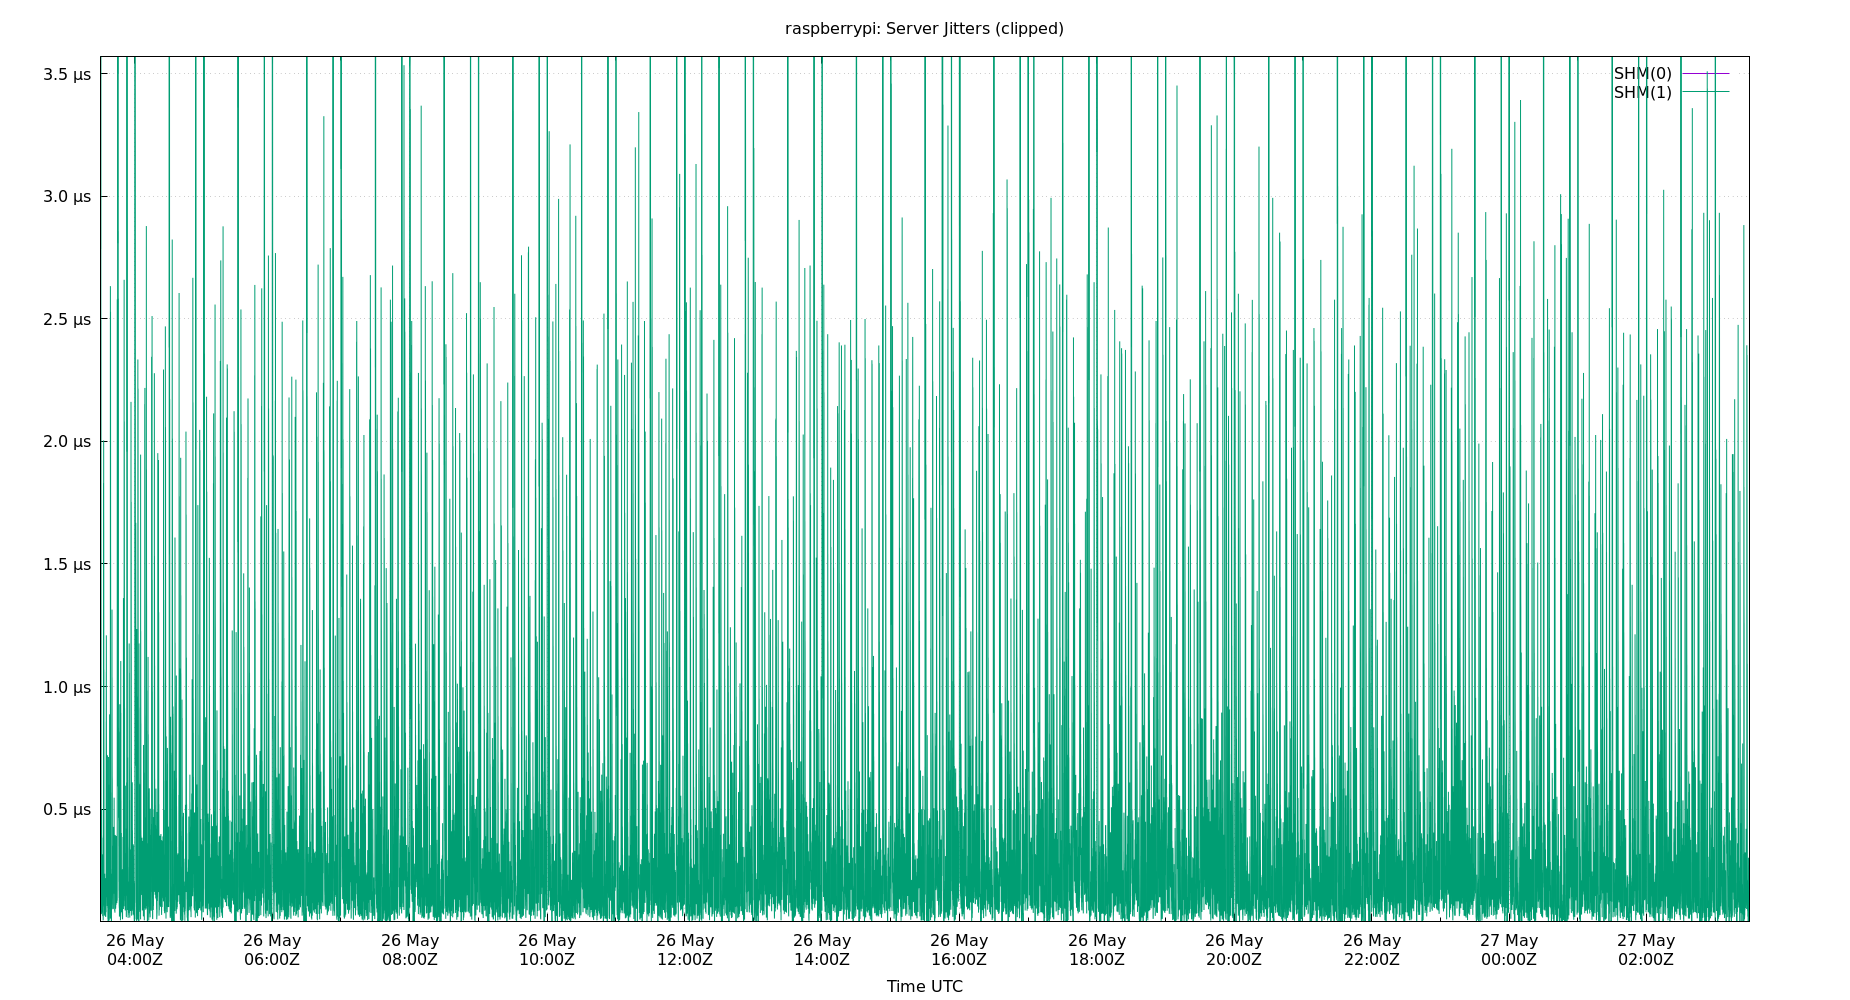 raspberrypi: Server Jitters (clipped)
SHM(0)
SHM(1)
3.5 µs
3.0 µs
2.5 µs
2.0 µs
1.5 µs
1.0 µs
0.5 µs
26 May 26 May 26 May 26 May 26 May 26 May 26 May 26 May 26 May 26 May 27 May 27 May
04:00Z 06:00Z 08:00Z 10:00Z 12:00Z 14:00Z 16:00Z 18:00Z 20:00Z 22:00Z 00:00Z 02:00Z
Time UTC